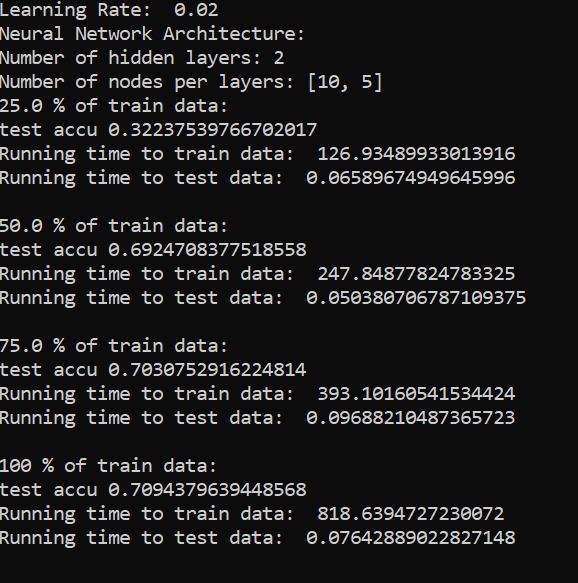 Learning Rate:  0.02
Neural Network Architecture:
Number of hidden layers: 2
Number of nodes per layers: [10, 5]
25.0 % of train data:
test accu 0.32237539766702017
Running time to train data:  126.93489933013916
Running time to test data:  0.06589674949645996
50.0 % of train data:
test accu 0.6924708377518558
Running time to train data:  247.84877824783325
Running time to test data:  0.050380706787109375
75.0 % of train data:
test accu 0.7030752916224814
Running time to train data:  393.10160541534424
Running time to test data:  0.09688210487365723
100 % of train data:
test accu 0.7094379639448568
Running time to train data:  818.6394727230072
Running time to test data:  0.07642889022827148